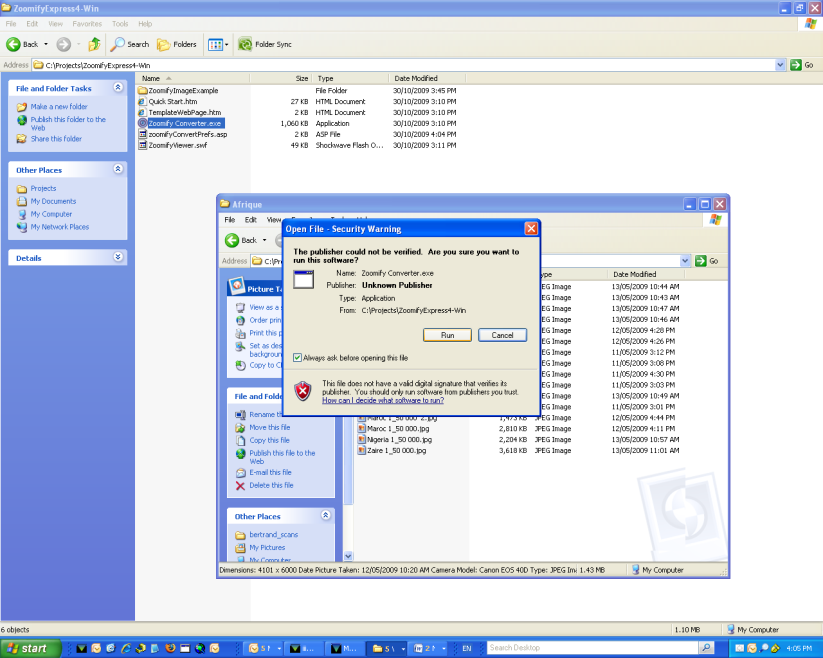 ZoomifyExpress4-Win
File Edit View Favorites Tools Help
Back Search Folders Folder Sync
Address C:\Projects\ZoomifyExpress4-Win Go
File and Folder Tasks
Make a new folder
Publish this folder to the
Web
Share this folder
Other Places
Projects
My Documents
My Computer
My Network Places
Details
Name Size Type Date Modified
ZoomifyImageExample File Folder 30/10/2009 3:45 PM
Quick Start.htm 27 KB HTML Document 30/10/2009 3:10 PM
TemplateWebPage.htm 2 KB HTML Document 30/10/2009 3:10 PM
Zoomify Converter.exe 1,060 KB Application 30/10/2009 3:10 PM
zoomifyConvertPrefs.asp 2 KB ASP File 30/10/2009 4:04 PM
ZoomifyViewer.swf 49 KB Shockwave Flash O... 30/10/2009 3:11 PM
Afrique
File Edit View
Back
Address C:\Pr Go
Picture T
View as a
Order prin
Print this p
Set as des
backgroun
Copy to C
File and Folde
Rename t
Move this file
Copy this file
Publish this file to the
Web
E-mail this file
Delete this file
Other Places
bertrand_scans
My Pictures
My Computer
Open File - Security Warning
The publisher could not be verified. Are you sure you want to
run this software?
Name: Zoomify Converter.exe
Publisher: Unknown Publisher
Type: Application
From: C:\Projects\ZoomifyExpress4-Win
Run Cancel
Always ask before opening this file
This file does not have a valid digital signature that verifies its
publisher. You should only run software from publishers you trust.
How can I decide what software to run?
ype Date Modified
PEG Image 13/05/2009 10:44 AM
PEG Image 13/05/2009 10:43 AM
PEG Image 13/05/2009 10:47 AM
PEG Image 13/05/2009 10:46 AM
PEG Image 12/05/2009 4:28 PM
PEG Image 12/05/2009 4:26 PM
PEG Image 11/05/2009 3:12 PM
PEG Image 11/05/2009 3:08 PM
PEG Image 11/05/2009 4:30 PM
PEG Image 11/05/2009 3:03 PM
PEG Image 13/05/2009 10:49 AM
PEG Image 11/05/2009 3:01 PM
Maroc 1_50 000 2.jpg 1,473 KB JPEG Image 12/05/2009 4:44 PM
Maroc 1_50 000.jpg 2,810 KB JPEG Image 12/05/2009 4:11 PM
Nigeria 1_50 000.jpg 2,204 KB JPEG Image 13/05/2009 10:57 AM
Zaire 1_50 000.jpg 3,618 KB JPEG Image 13/05/2009 11:01 AM
Dimensions: 4101 x 6000 Date Picture Taken: 12/05/2009 10:20 AM Camera Model: Canon EOS 40D Type: JPEG Im 1.43 MB My Computer
6 objects 1.10 MB My Computer
start EN Search Desktop 4:05 PM